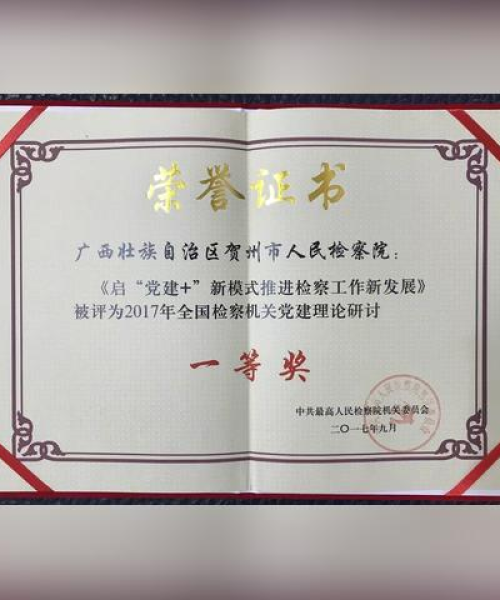 荣誉证书
广西壮族自治区贺州市人民检察院：
《启“党建+”新模式推进检察工作新发展》
被评为2017年全国检察机关党建理论研讨
一等奖
中共最高人民检察院机关委员会
二〇一七年九月